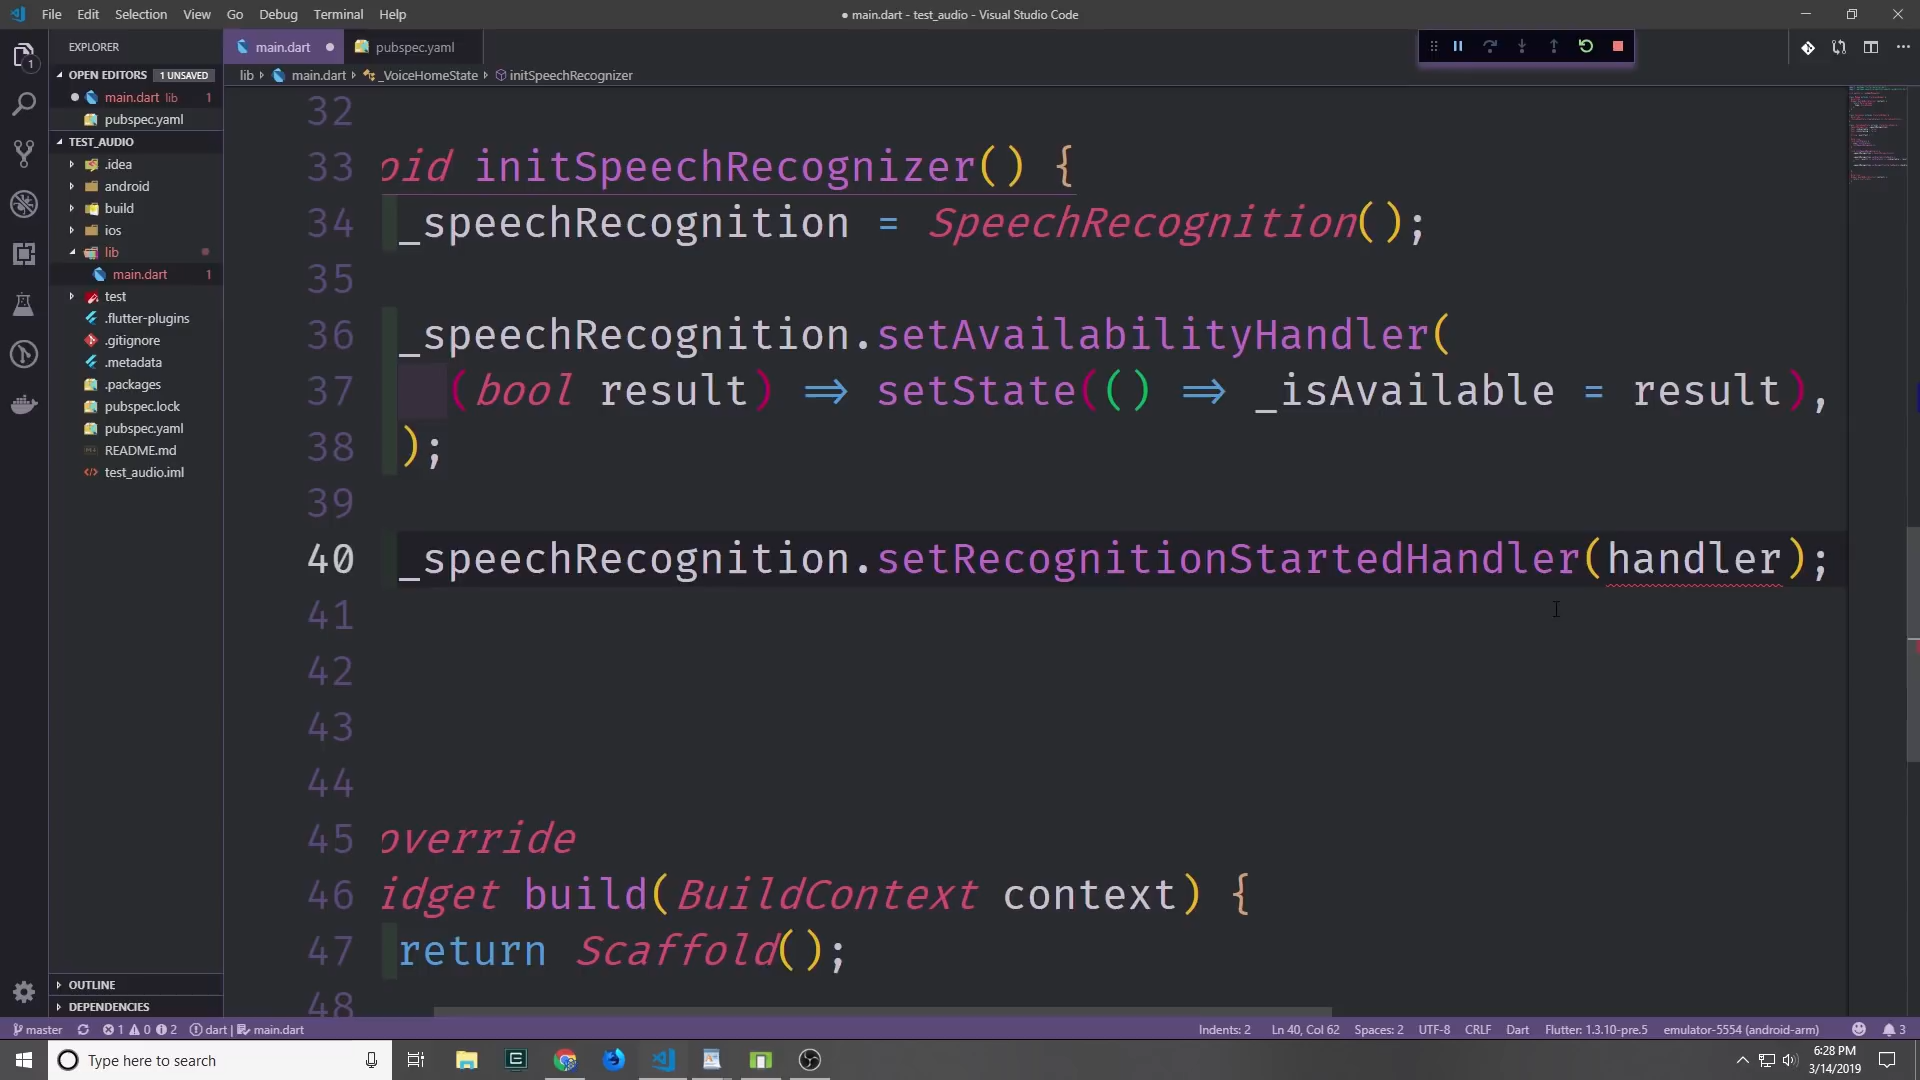 File Edit Selection View Go Debug Terminal Help
● main.dart - test_audio - Visual Studio Code
EXPLORER
main.dart
pubspec.yaml
OPEN EDITORS 1 UNSAVED
lib main.dart _VoiceHomeState initSpeechRecognizer
main.dart lib 1
pubspec.yaml
TEST_AUDIO
.idea
android
build
ios
lib
main.dart 1
test
.flutter-plugins
.gitignore
.metadata
.packages
pubspec.lock
pubspec.yaml
README.md
test_audio.iml
OUTLINE
DEPENDENCIES
1
32
33 oid initSpeechRecognizer() {
34 _speechRecognition = SpeechRecognition();
35
36 _speechRecognition.setAvailabilityHandler(
37 (bool result) => setState(() => _isAvailable = result),
38 );
39
40 _speechRecognition.setRecognitionStartedHandler(handler);
41
42
43
44
45 override
46 idget build(BuildContext context) {
47 return Scaffold();
48
master 1 0 2 dart | main.dart
Indents: 2 Ln 40, Col 62 Spaces: 2 UTF-8 CRLF Dart Flutter: 1.3.10-pre.5 emulator-5554 (android-arm) 3
Type here to search
6:28 PM
3/14/2019